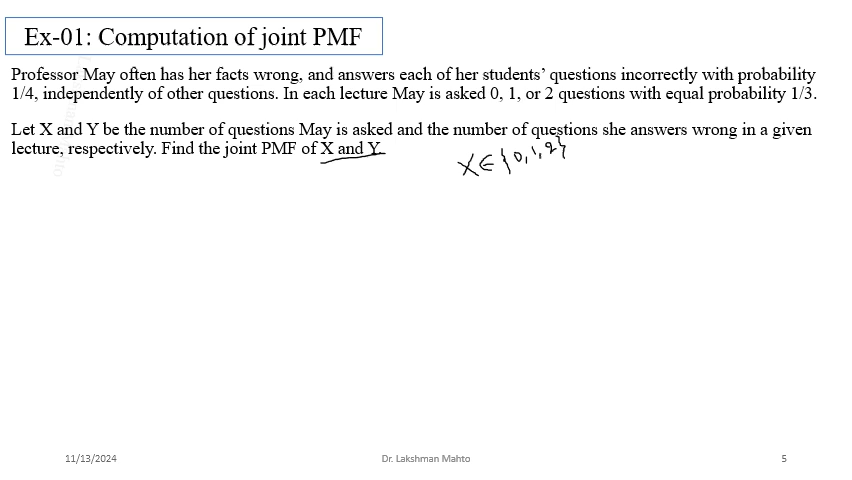 Ex-01: Computation of joint PMF
Professor May often has her facts wrong, and answers each of her students’ questions incorrectly with probability
1/4, independently of other questions. In each lecture May is asked 0, 1, or 2 questions with equal probability 1/3.
Let X and Y be the number of questions May is asked and the number of questions she answers wrong in a given
lecture, respectively. Find the joint PMF of X and Y.
X ∈ {0, 1, 2}
11/13/2024
Dr. Lakshman Mahto
5